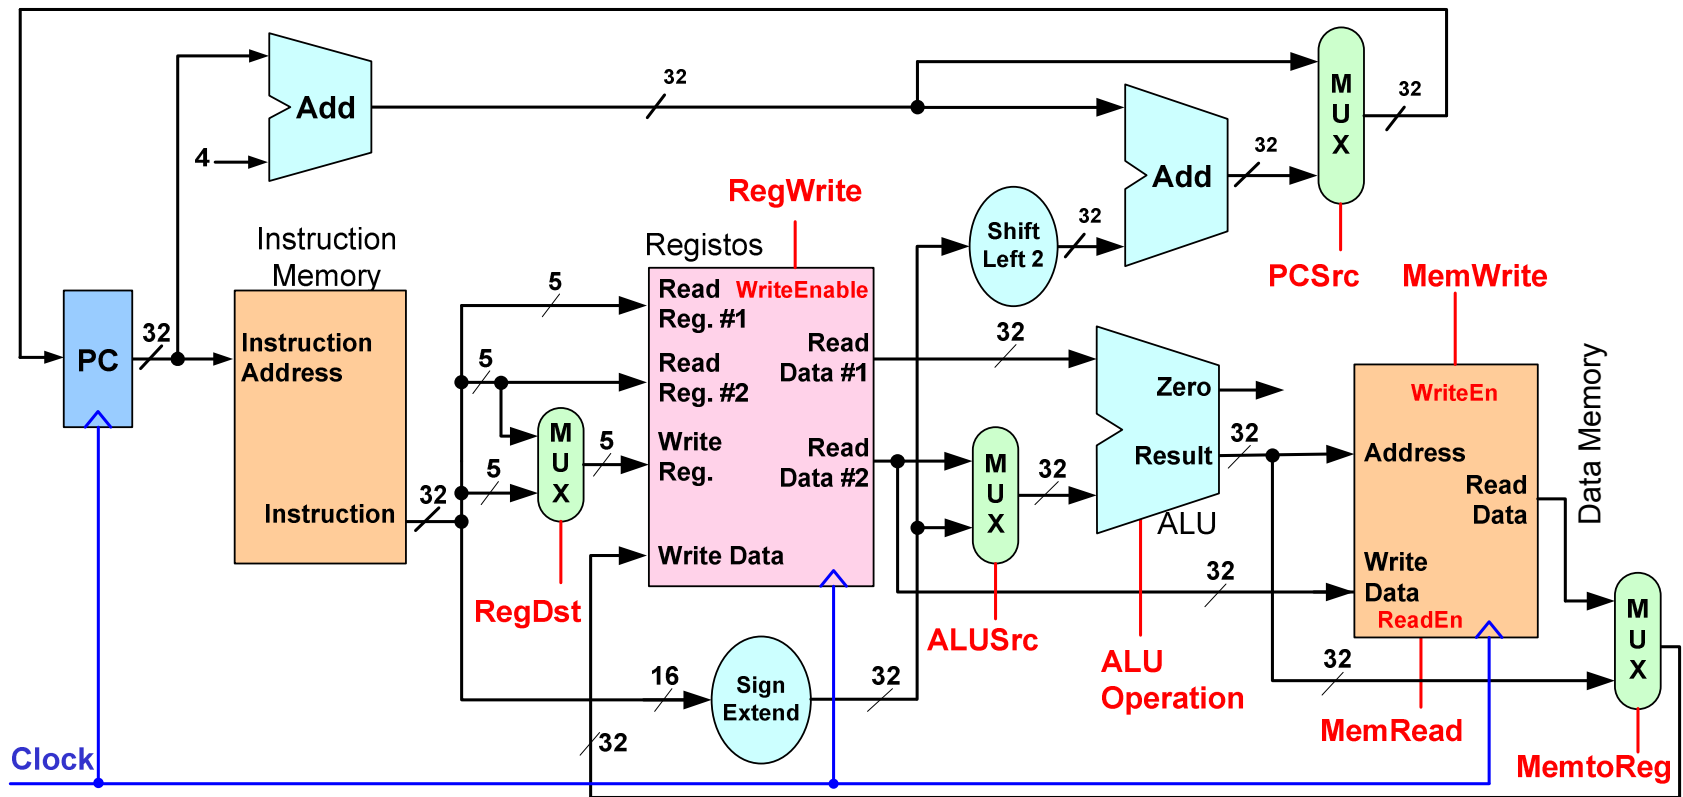 32
32
M
U
X
Add
4
32
Add
RegWrite
Shift
Left 2
32
Instruction
Memory
Registos
PCSrc
MemWrite
PC
32
Instruction
Address
Instruction
32
5
5
5
M
U
X
5
RegDst
Read
Reg. #1
WriteEnable
Read
Reg. #2
Write
Reg.
Write Data
Read
Data #1
Read
Data #2
32
M
U
X
32
ALUSrc
Zero
Result
ALU
32
ALU
Operation
WriteEn
Address
Read
Data
Write
Data
ReadEn
Data Memory
32
32
M
U
X
MemRead
MemtoReg
16
Sign
Extend
32
32
Clock